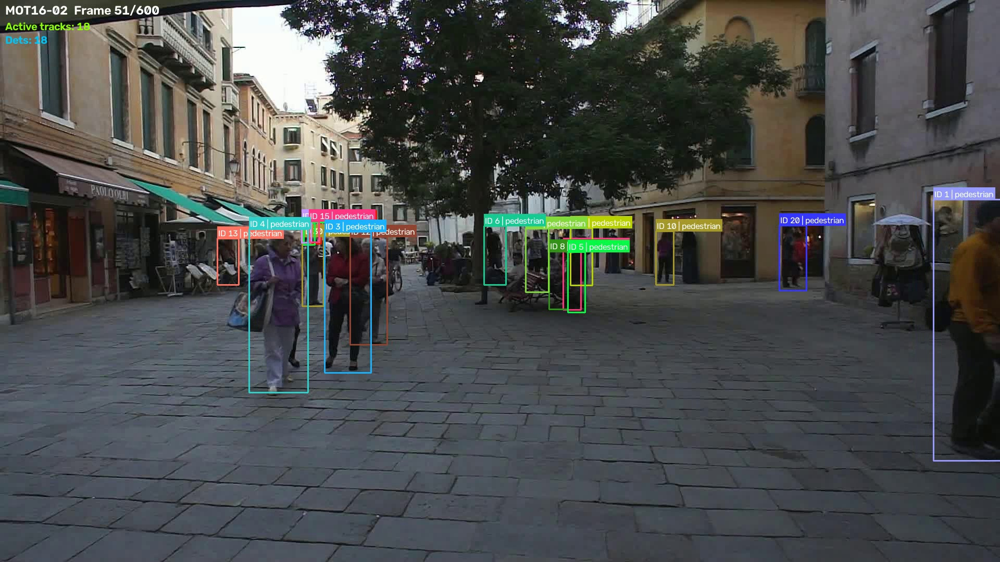 MOT16-02 Frame 51/600
Active tracks: 18
Dets: 18
PAOLO OLBI
ID 1 | pedestrian
ID 15 | pedestrian
ID 6 | pedestrian
ID 20 | pedestrian
ID 4 | pedestrian
pedestrian
pedestrian
ID 3 | pedestrian
ID 10 | pedestrian
ID 13 | pedestrian
ID 12 pedestrian
ID 8
ID 5 | pedestrian